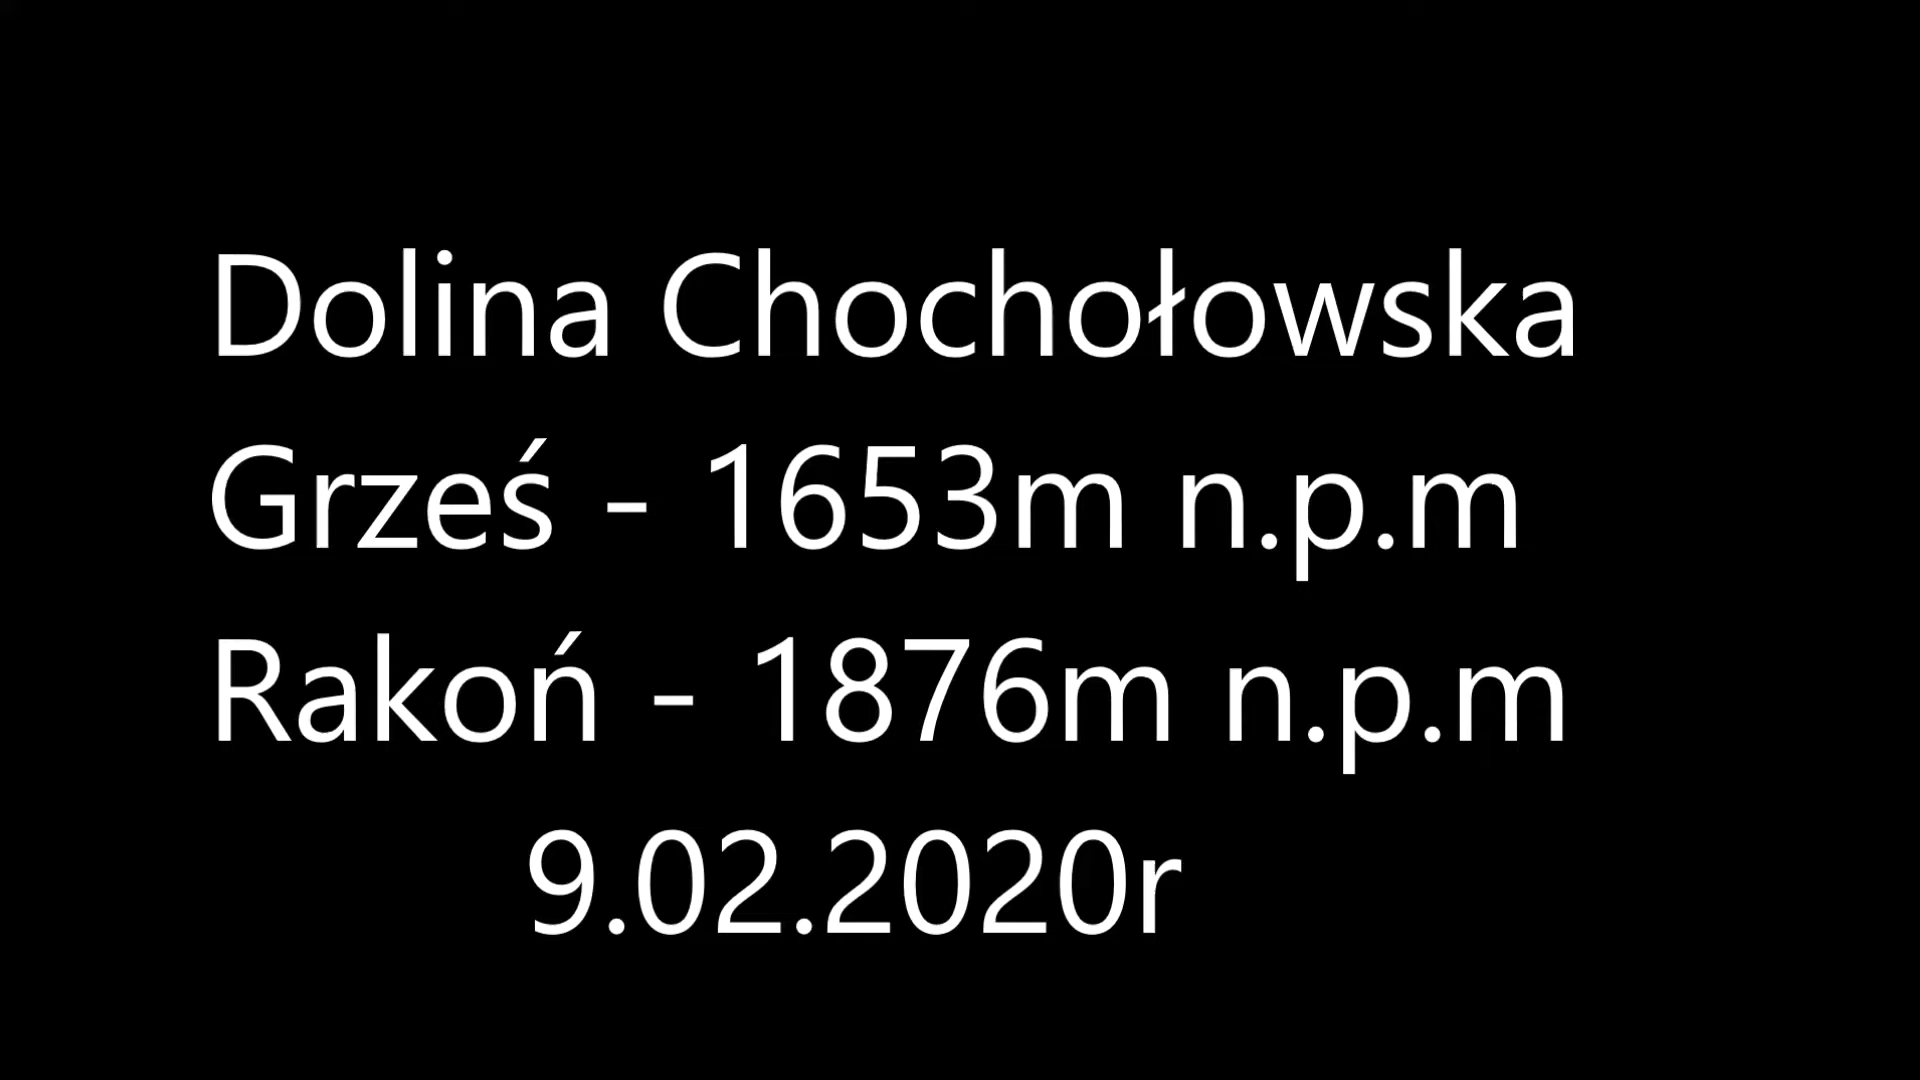 Dolina Chochołowska
Grześ - 1653m n.p.m
Rakoń - 1876m n.p.m
9.02.2020r